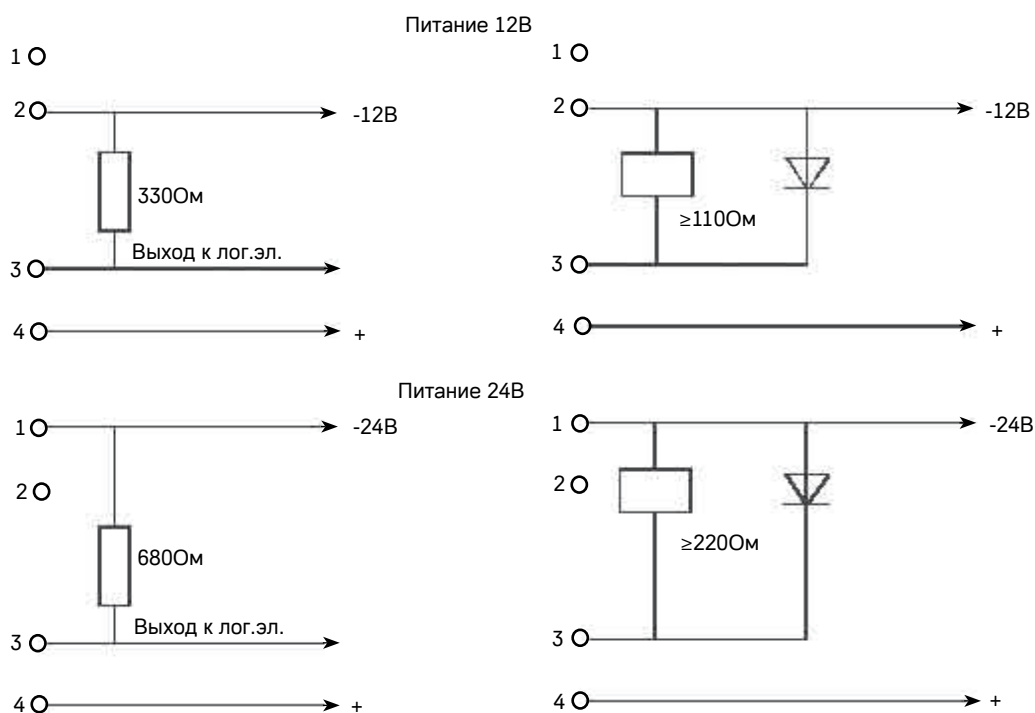 Питание 12В
1
2
-12В
330Ом
Выход к лог.эл.
3
4
+
1
2
-12В
≥110Ом
3
4
+
Питание 24В
1
-24В
2
680Ом
Выход к лог.эл.
3
4
+
1
-24В
2
≥220Ом
3
4
+